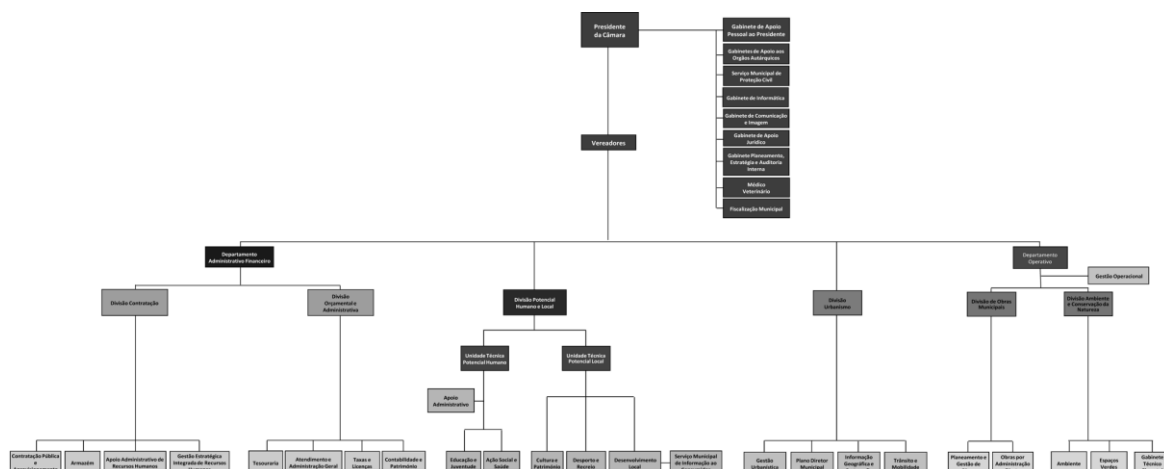 Presidente
da Câmara
Gabinete de Apoio
Pessoal ao Presidente
Gabinetes de Apoio aos
Orgãos Autárquicos
Serviço Municipal de
Proteção Civil
Gabinete de Informática
Gabinete de Comunicação
e Imagem
Gabinete de Apoio
Jurídico
Gabinete Planeamento,
Estratégia e Auditoria
Interna
Médico
Veterinário
Fiscalização Municipal
Vereadores
Departamento
Administrativo Financeiro
Departamento
Operativo
Gestão Operacional
Divisão Contratação
Divisão
Orçamental e
Administrativa
Divisão Potencial
Humano e Local
Divisão
Urbanismo
Divisão de Obras
Municipais
Divisão Ambiente
e Conservação da
Natureza
Unidade Técnica
Potencial Humano
Unidade Técnica
Potencial Local
Apoio
Administrativo
Contratação Pública
Armazém
Apoio Administrativo de
Recursos Humanos
Gestão Estratégica
Integrada de Recursos
Tesouraria
Atendimento e
Administração Geral
Taxas e
Licenças
Contabilidade e
Património
Educação e
Juventude
Ação Social e
Saúde
Cultura e
Património
Desporto e
Recreio
Desenvolvimento
Local
Serviço Municipal
de Informação ao
Gestão
Urbanística
Plano Diretor
Municipal
Informação
Geográfica e
Trânsito e
Mobilidade
Planeamento e
Gestão de
Obras por
Administração
Ambiente
Espaços
Verdes
Gabinete